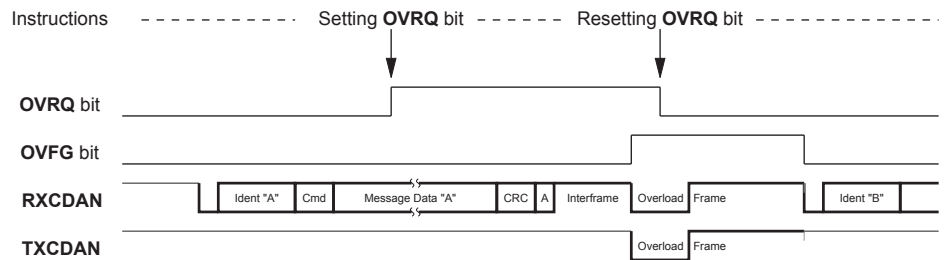 Instructions Setting OVRQ bit Resetting OVRQ bit
OVRQ bit
OVFG bit
RXCDAN Ident "A" Cmd Message Data "A" CRC A Interframe Overload Frame Ident "B"
TXCDAN Overload Frame